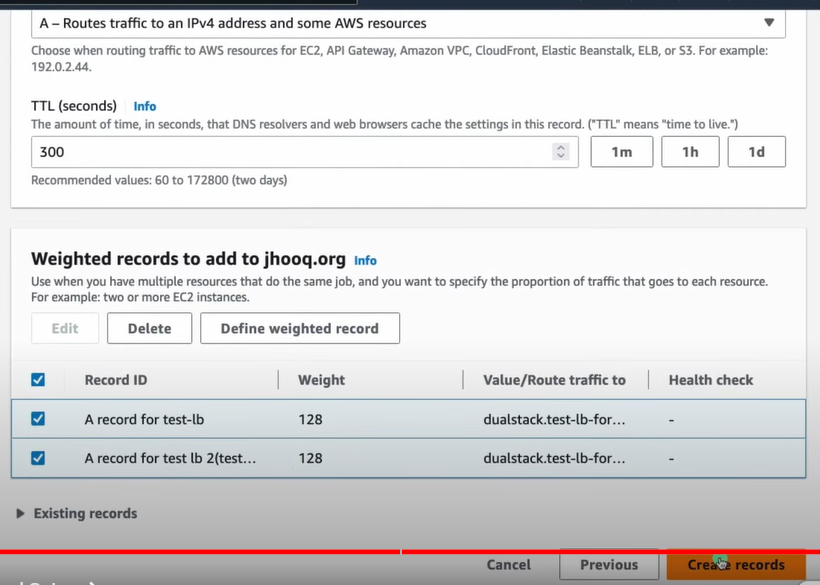 A – Routes traffic to an IPv4 address and some AWS resources
Choose when routing traffic to AWS resources for EC2, API Gateway, Amazon VPC, CloudFront, Elastic Beanstalk, ELB, or S3. For example:
192.0.2.44.
TTL (seconds) Info
The amount of time, in seconds, that DNS resolvers and web browsers cache the settings in this record. ("TTL" means "time to live.")
300 1m 1h 1d
Recommended values: 60 to 172800 (two days)
Weighted records to add to jhooq.org Info
Use when you have multiple resources that do the same job, and you want to specify the proportion of traffic that goes to each resource.
For example: two or more EC2 instances.
Edit Delete Define weighted record
Record ID Weight Value/Route traffic to Health check
A record for test-lb 128 dualstack.test-lb-for... -
A record for test lb 2(test... 128 dualstack.test-lb-for... -
Existing records
Cancel Previous Create records